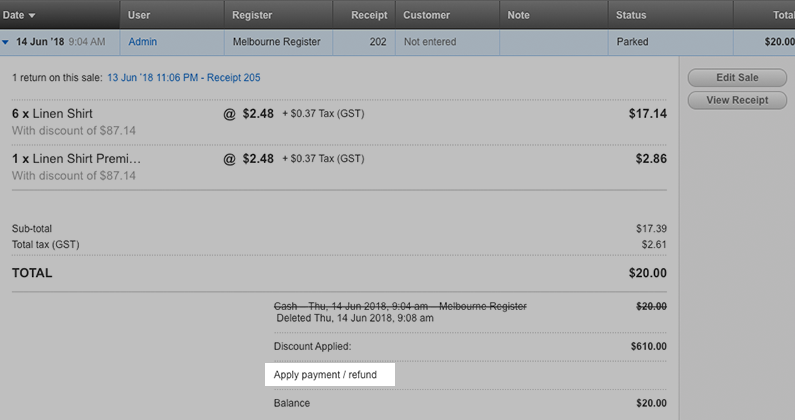 Date User Register Receipt Customer Note Status Total
14 Jun '18 9:04 AM Admin Melbourne Register 202 Not entered Parked $20.00
1 return on this sale: 13 Jun '18 11:06 PM - Receipt 205
Edit Sale
View Receipt
6 x Linen Shirt @ $2.48 + $0.37 Tax (GST) $17.14
With discount of $87.14
1 x Linen Shirt Premi... @ $2.48 + $0.37 Tax (GST) $2.86
With discount of $87.14
Sub-total $17.39
Total tax (GST) $2.61
TOTAL $20.00
Cash - Thu, 14 Jun 2018, 9:04 am - Melbourne Register $20.00
Deleted Thu, 14 Jun 2018, 9:08 am
Discount Applied: $610.00
Apply payment / refund
Balance $20.00